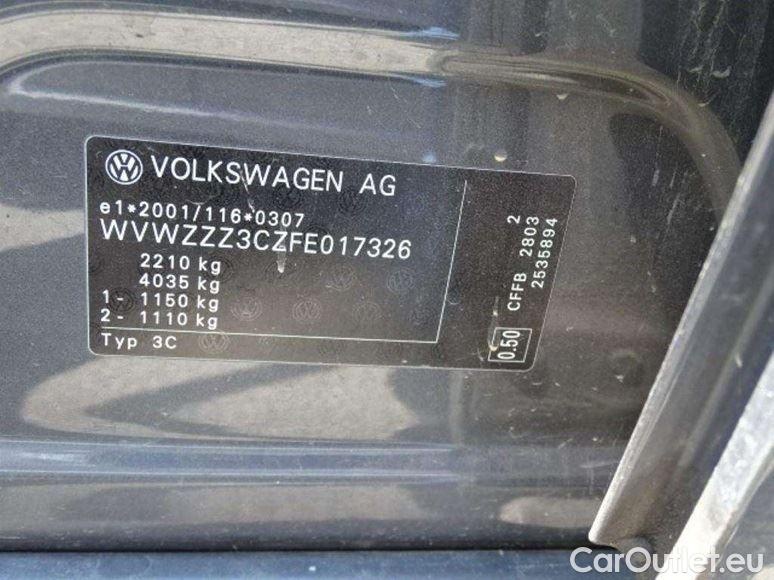 VOLKSWAGEN AG
e1*2001/116*0307
WVWZZZ3CZFE017326
2210 kg
4035 kg
1 - 1150 kg
2 - 1110 kg
Typ 3C
0.50
CFFB 2803 2
2535894
CarOutlet.eu